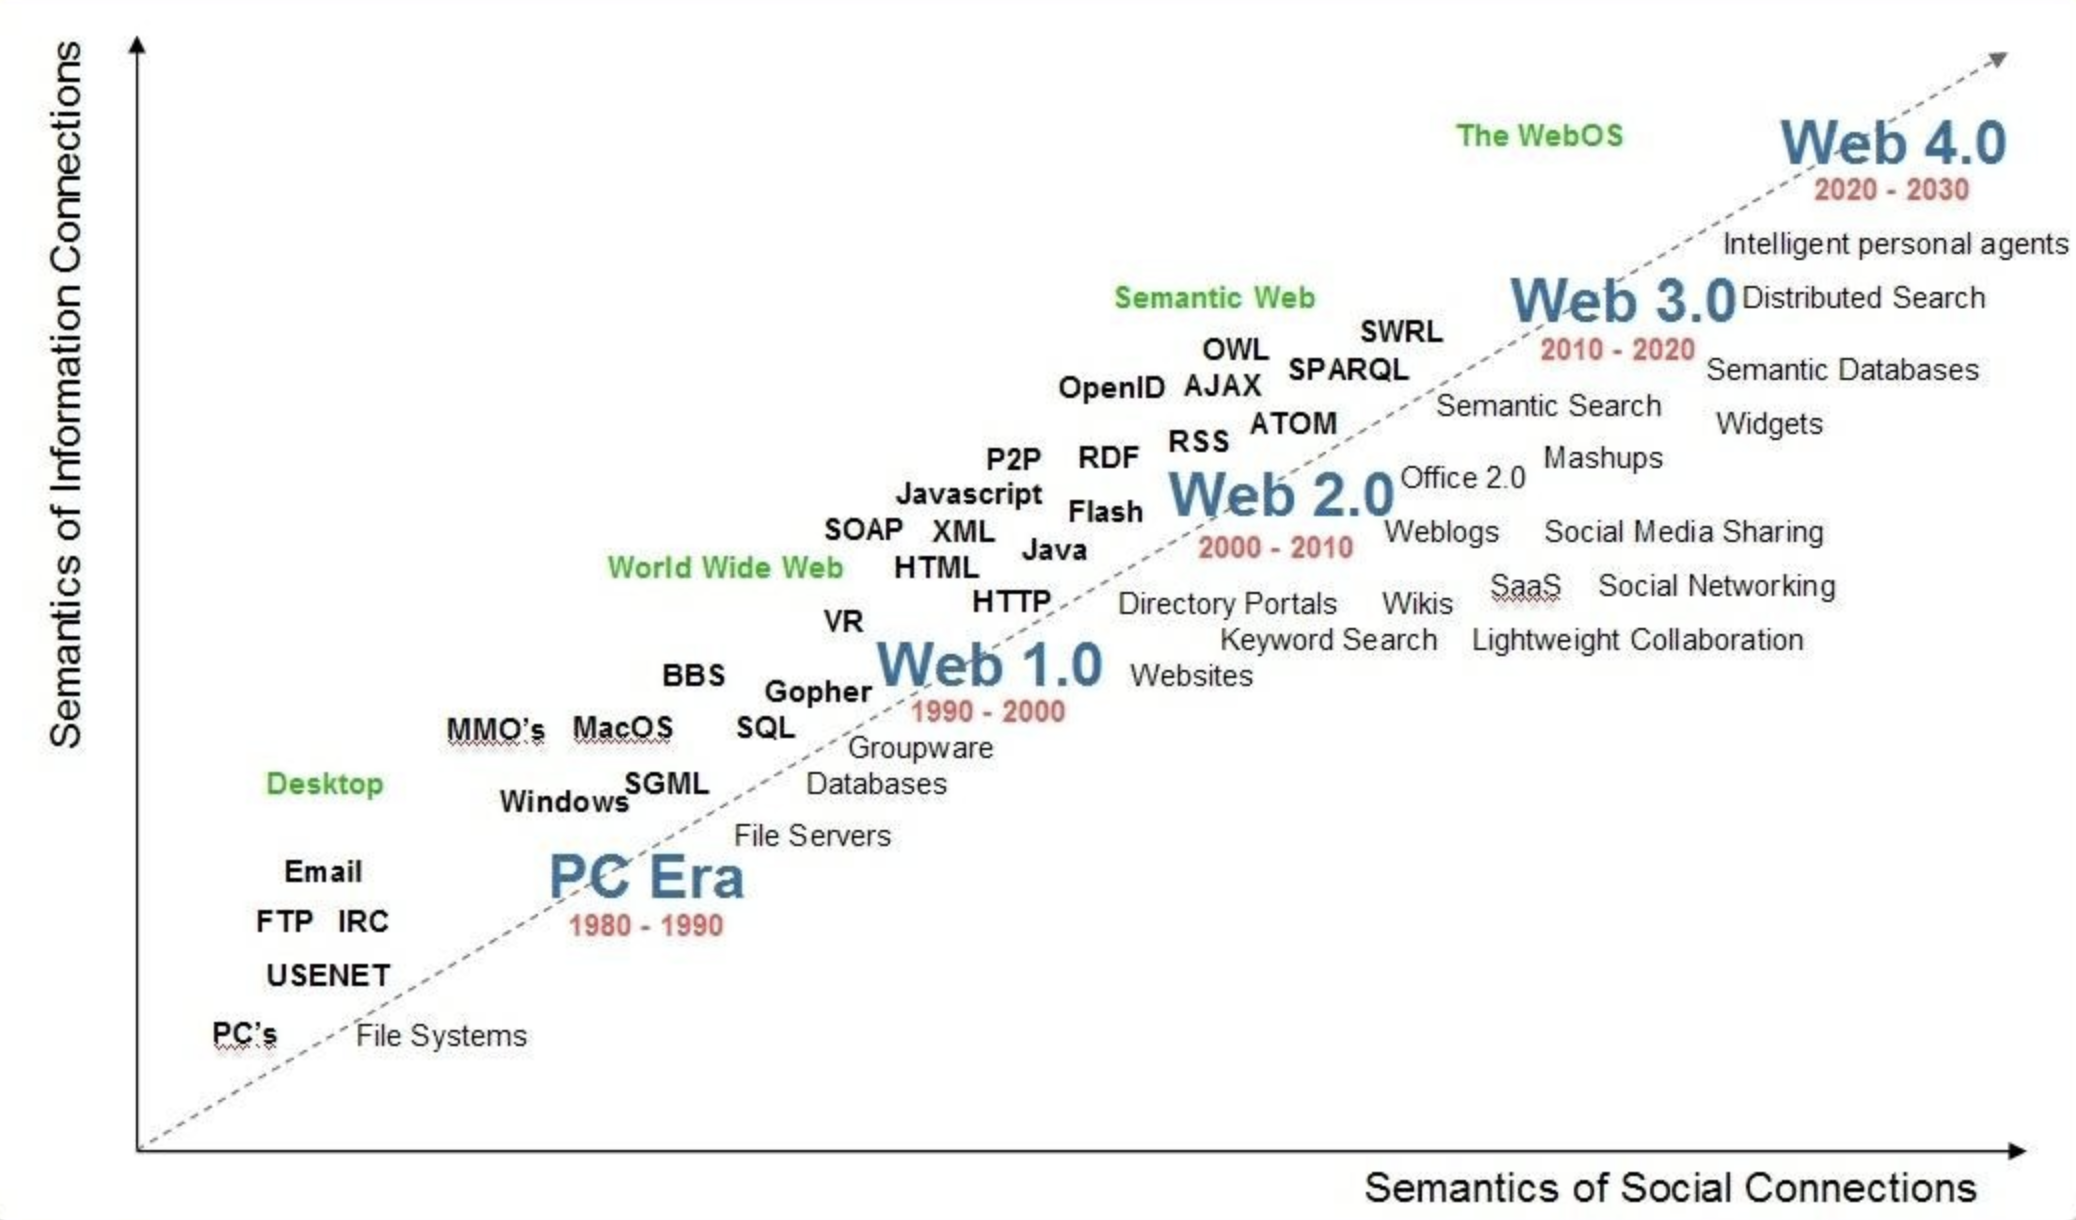 Semantics of Information Connections
The WebOS
Web 4.0
2020 - 2030
Intelligent personal agents
Semantic Web
Web 3.0
Distributed Search
2010 - 2020
SWRL
OWL
SPARQL
Semantic Databases
OpenID
AJAX
Semantic Search
ATOM
Widgets
RSS
P2P
RDF
Mashups
Javascript
Web 2.0
Office 2.0
Flash
SOAP
XML
Java
2000 - 2010
Weblogs
Social Media Sharing
World Wide Web
HTML
SaaS
Social Networking
HTTP
Directory Portals
Wikis
VR
Keyword Search
Lightweight Collaboration
BBS
Web 1.0
Websites
Gopher
1990 - 2000
MMO's
MacOS
SQL
Groupware
Desktop
SGML
Databases
Windows
File Servers
Email
PC Era
1980 - 1990
FTP
IRC
USENET
PC's
File Systems
Semantics of Social Connections